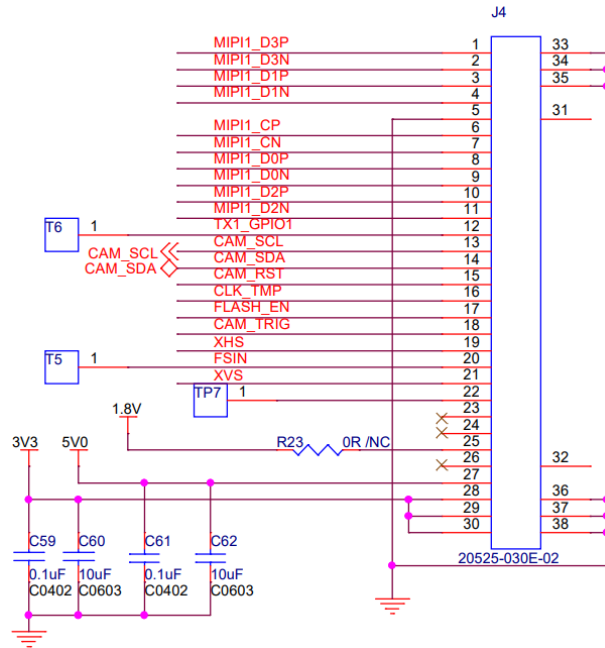 J4
MIPI1_D3P 1 33
MIPI1_D3N 2 34
MIPI1_D1P 3 35
MIPI1_D1N 4
5 31
MIPI1_CP 6
MIPI1_CN 7
MIPI1_D0P 8
MIPI1_D0N 9
MIPI1_D2P 10
MIPI1_D2N 11
T6 1 TX1_GPIO1 12
CAM_SCL CAM_SCL 13
CAM_SDA CAM_SDA 14
CAM_RST 15
CLK_TMP 16
FLASH_EN 17
CAM_TRIG 18
XHS 19
T5 1 FSIN 20
XVS 21
TP7 1 22
23
1.8V 24
3V3 5V0 R23 0R /NC 25
26 32
27
28 36
29 37
30 38
C59 C60 C61 C62 20525-030E-02
0.1uF 10uF 0.1uF 10uF
C0402 C0603 C0402 C0603